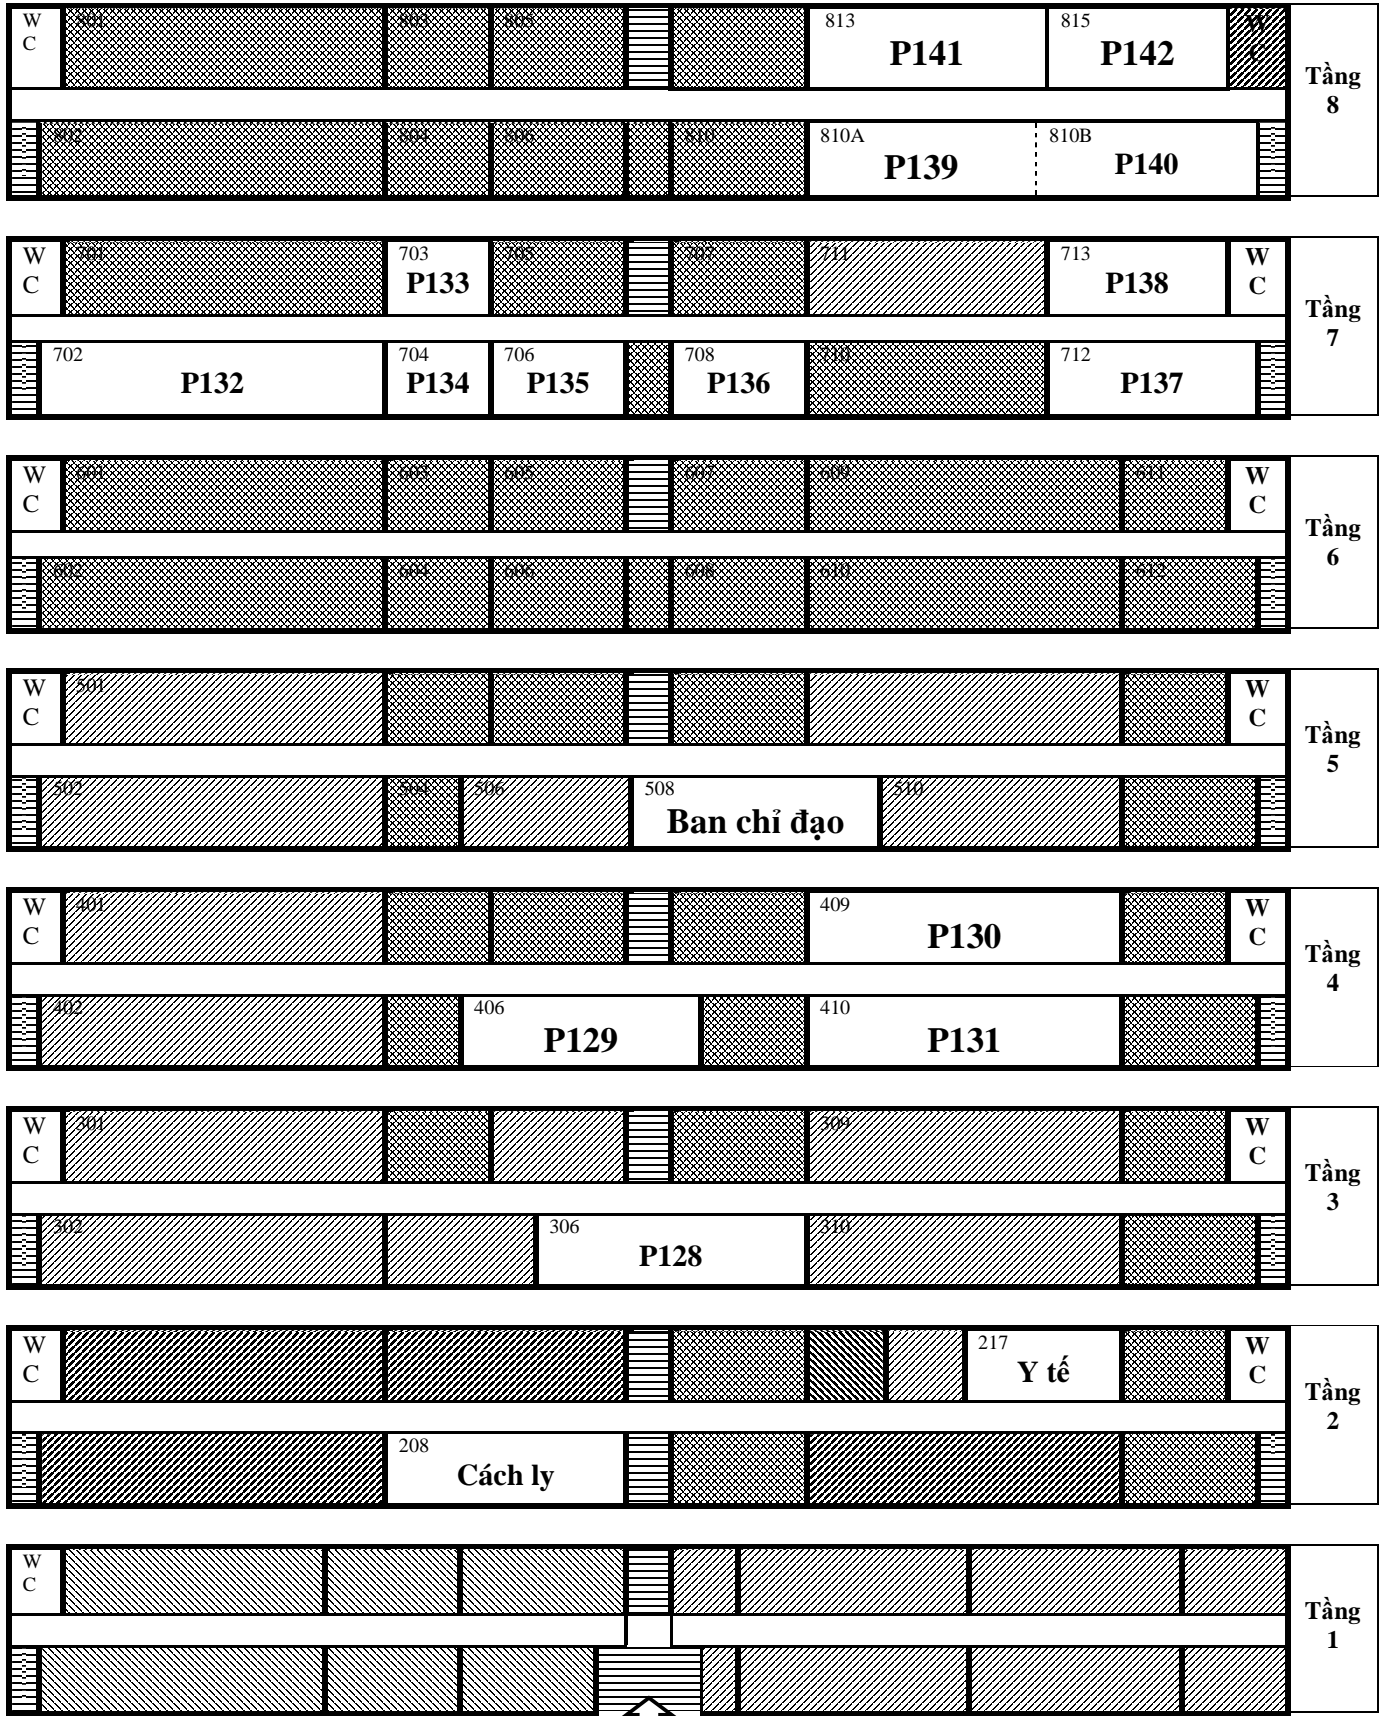 W
C
801
803
805
813
P141
815
P142
W
C
Tầng
8
802
804
806
810
810A
P139
810B
P140
W
C
701
703
P133
705
707
711
713
P138
W
C
Tầng
7
702
P132
704
P134
706
P135
708
P136
710
712
P137
W
C
601
603
605
607
609
611
W
C
Tầng
6
602
604
606
608
610
612
W
C
501
W
C
Tầng
5
502
504
506
508
Ban chỉ đạo
510
W
C
401
409
P130
W
C
Tầng
4
402
406
P129
410
P131
W
C
301
309
W
C
Tầng
3
302
306
P128
310
W
C
217
Y tế
W
C
Tầng
2
208
Cách ly
W
C
Tầng
1